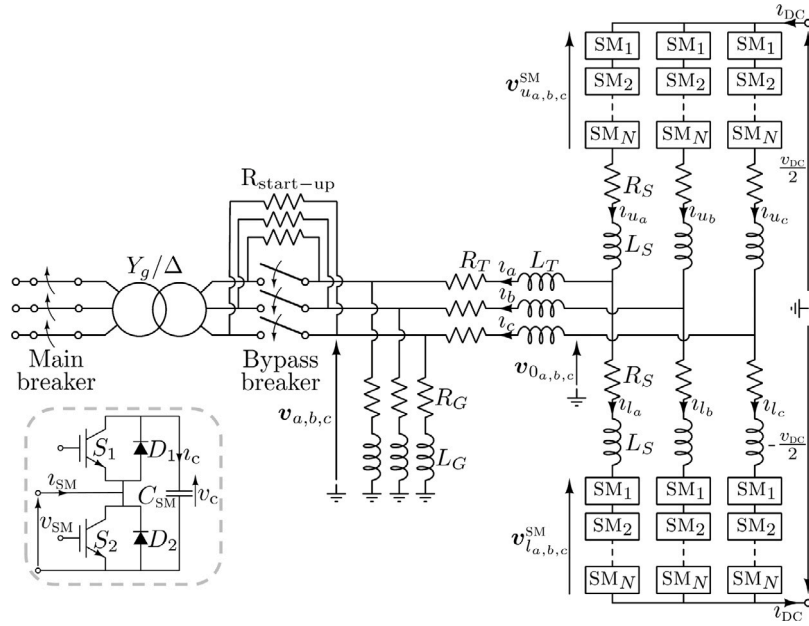 i_DC
SM_1 SM_1 SM_1
v^SM_u_a,b,c
SM_2 SM_2 SM_2
SM_N SM_N SM_N
v_DC/2
R_start-up
R_S
i_u_a i_u_b i_u_c
L_S
Y_g/Δ
R_T i_a L_T
i_b
i_c
Main breaker
Bypass breaker
v_a,b,c
v_0_a,b,c
R_S
R_G
i_l_a i_l_b i_l_c
L_S
L_G
-v_DC/2
S_1 D_1 i_c
i_SM C_SM v_c
v_SM
S_2 D_2
SM_1 SM_1 SM_1
v^SM_l_a,b,c
SM_2 SM_2 SM_2
SM_N SM_N SM_N
i_DC